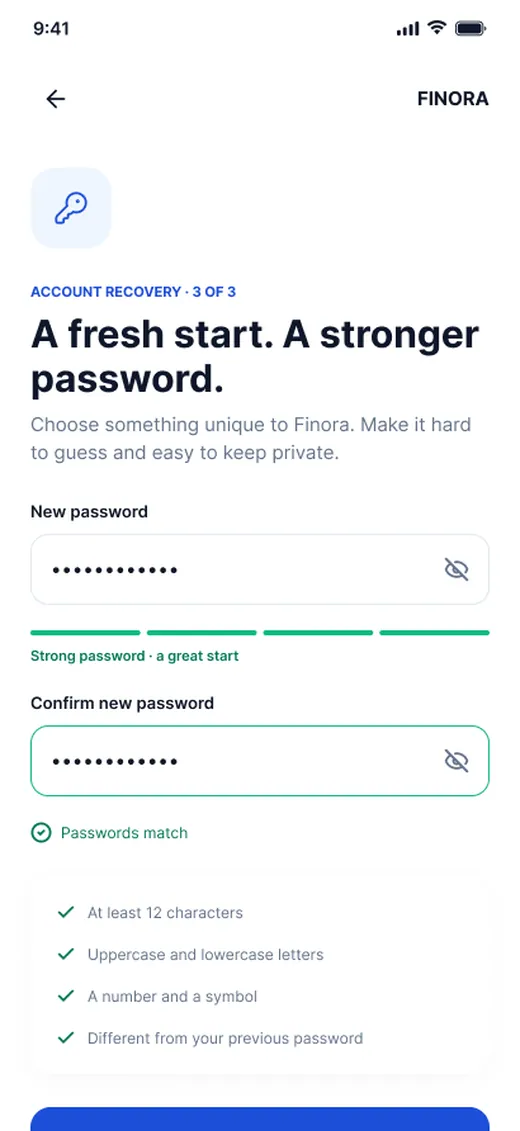 9:41
FINORA
ACCOUNT RECOVERY · 3 OF 3
A fresh start. A stronger
password.
Choose something unique to Finora. Make it hard
to guess and easy to keep private.
New password
••••••••••••
Strong password · a great start
Confirm new password
••••••••••••
Passwords match
At least 12 characters
Uppercase and lowercase letters
A number and a symbol
Different from your previous password